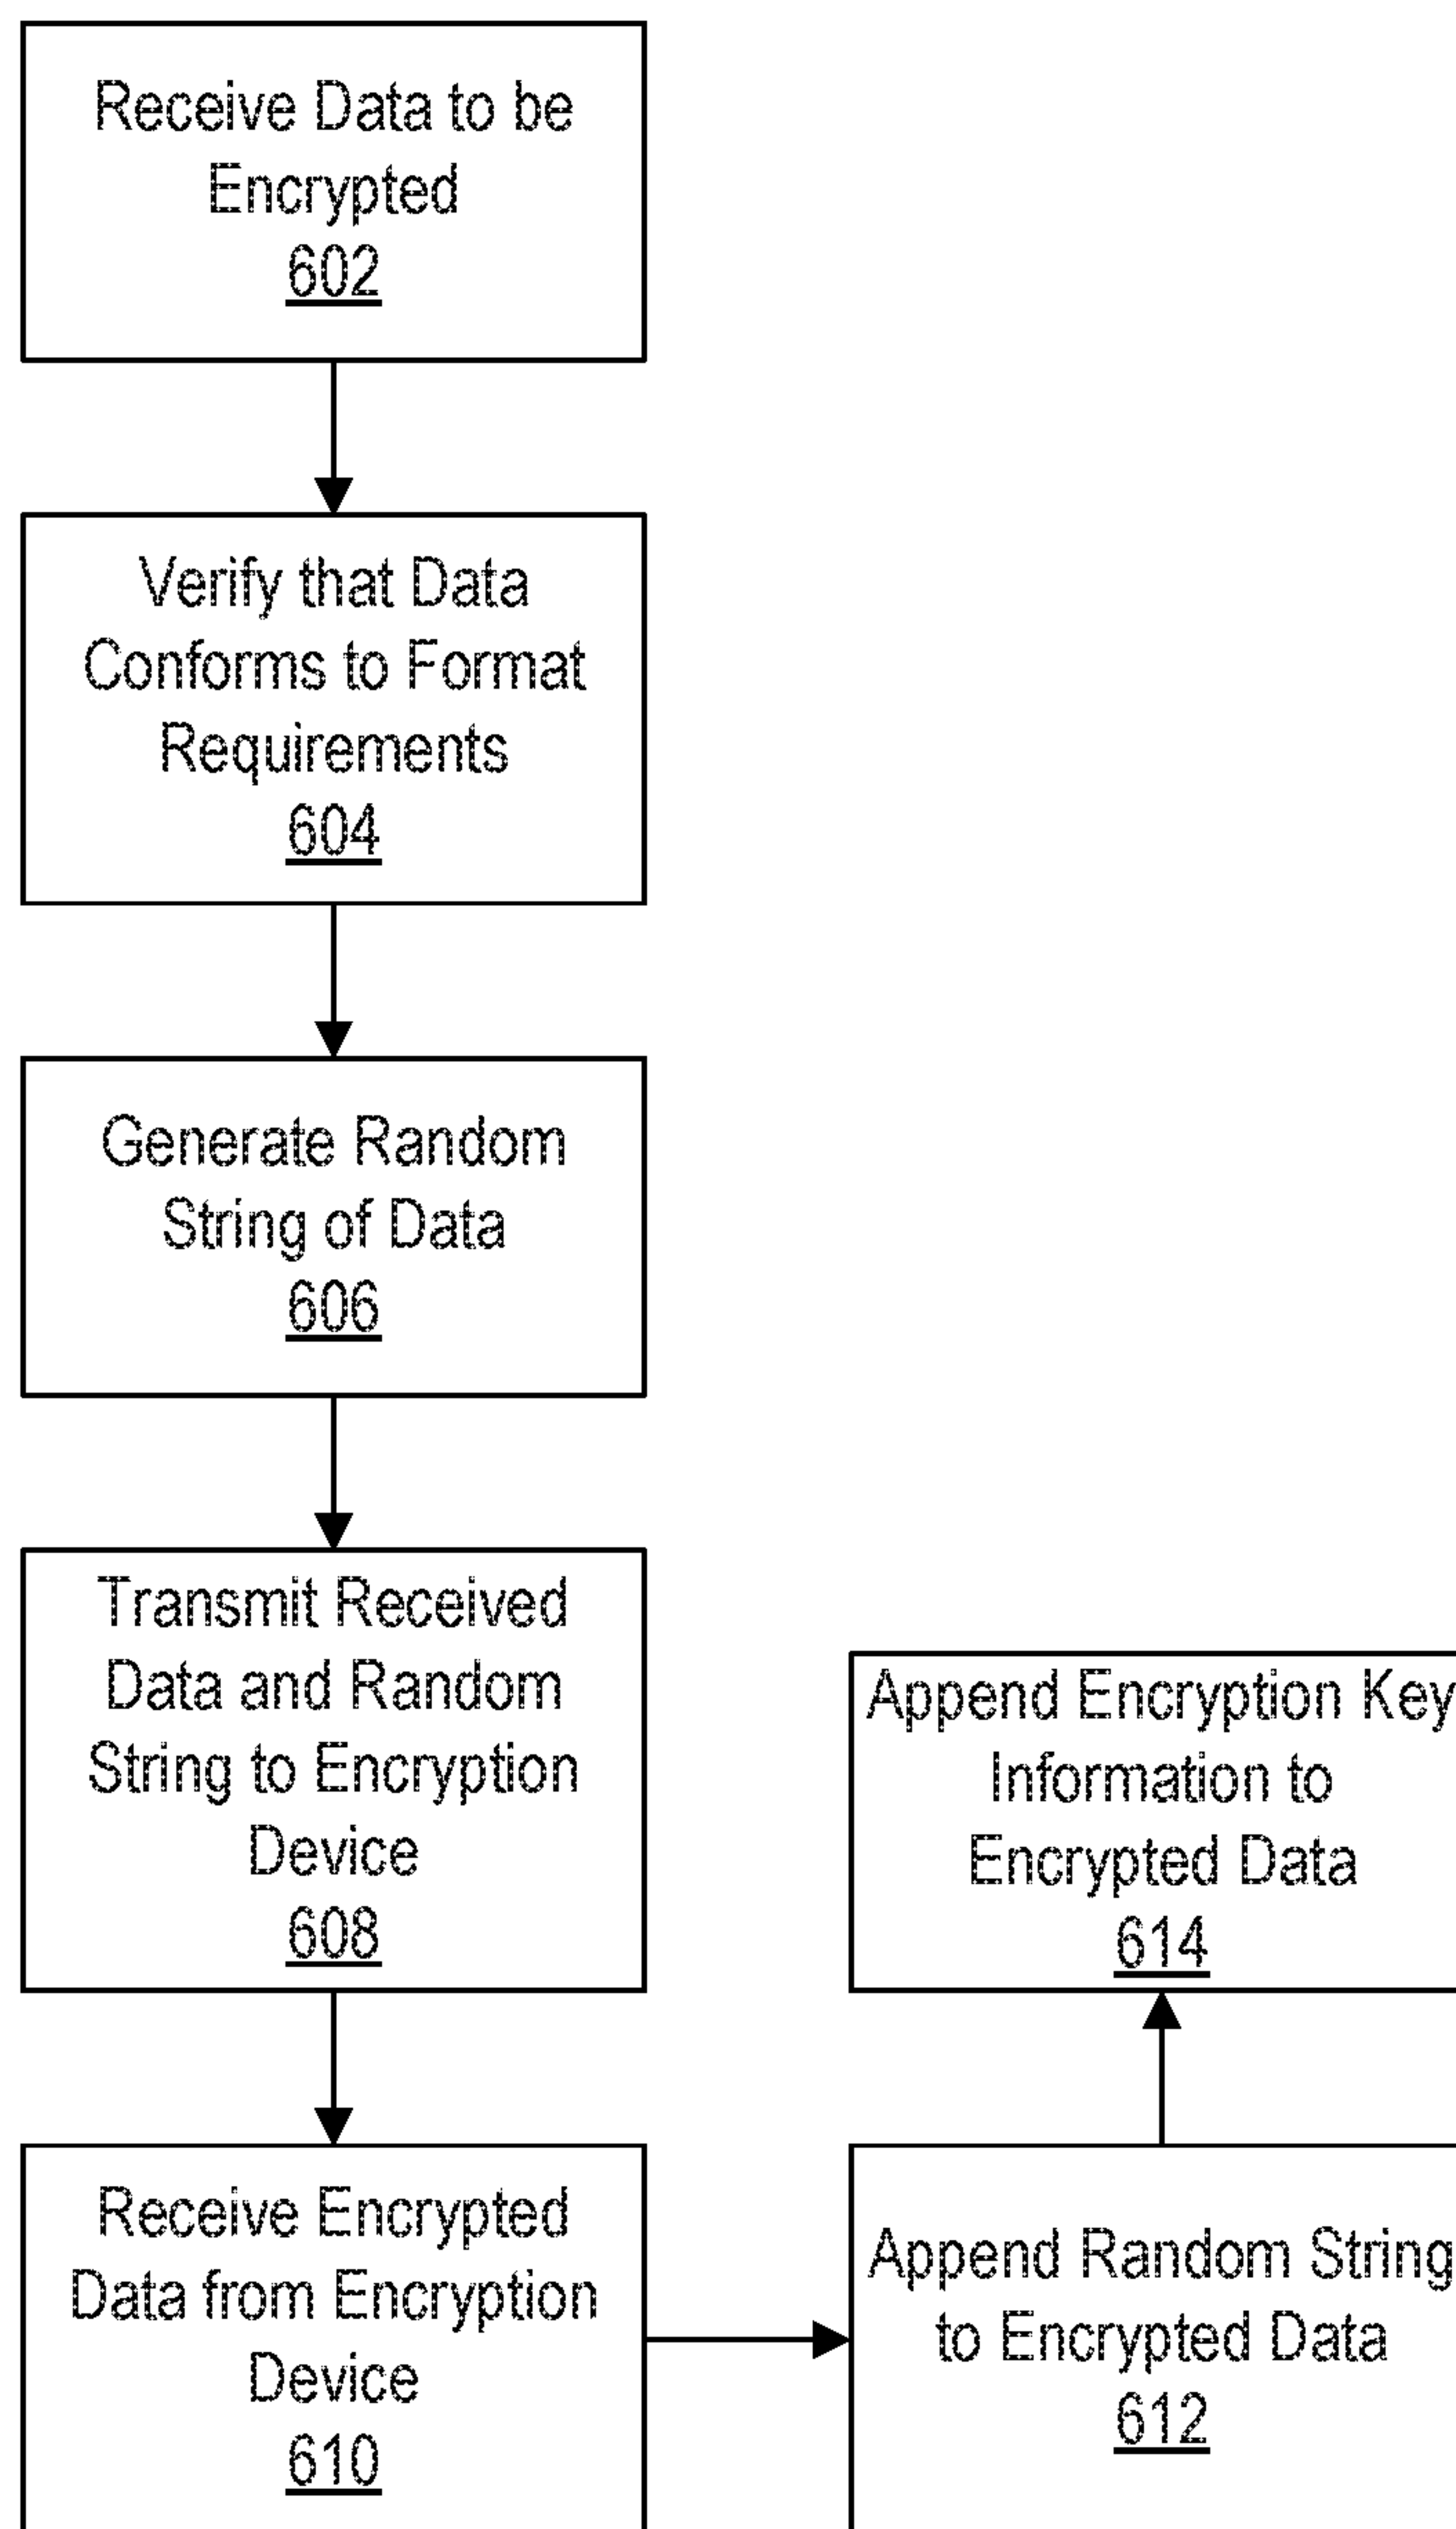 Receive Data to be
Encrypted
602
Verify that Data
Conforms to Format
Requirements
604
Generate Random
String of Data
606
Transmit Received
Data and Random
String to Encryption
Device
608
Receive Encrypted
Data from Encryption
Device
610
Append Random String
to Encrypted Data
612
Append Encryption Key
Information to
Encrypted Data
614